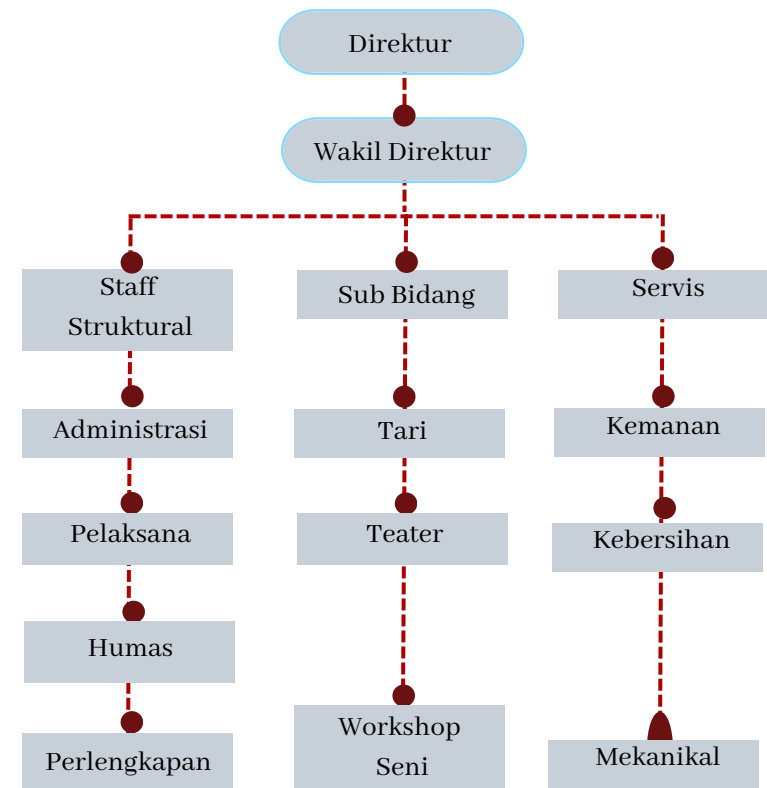 Direktur
Wakil Direktur
Staff
Struktural
Sub Bidang
Servis
Administrasi
Tari
Kemanan
Pelaksana
Teater
Kebersihan
Humas
Perlengkapan
Workshop
Seni
Mekanikal